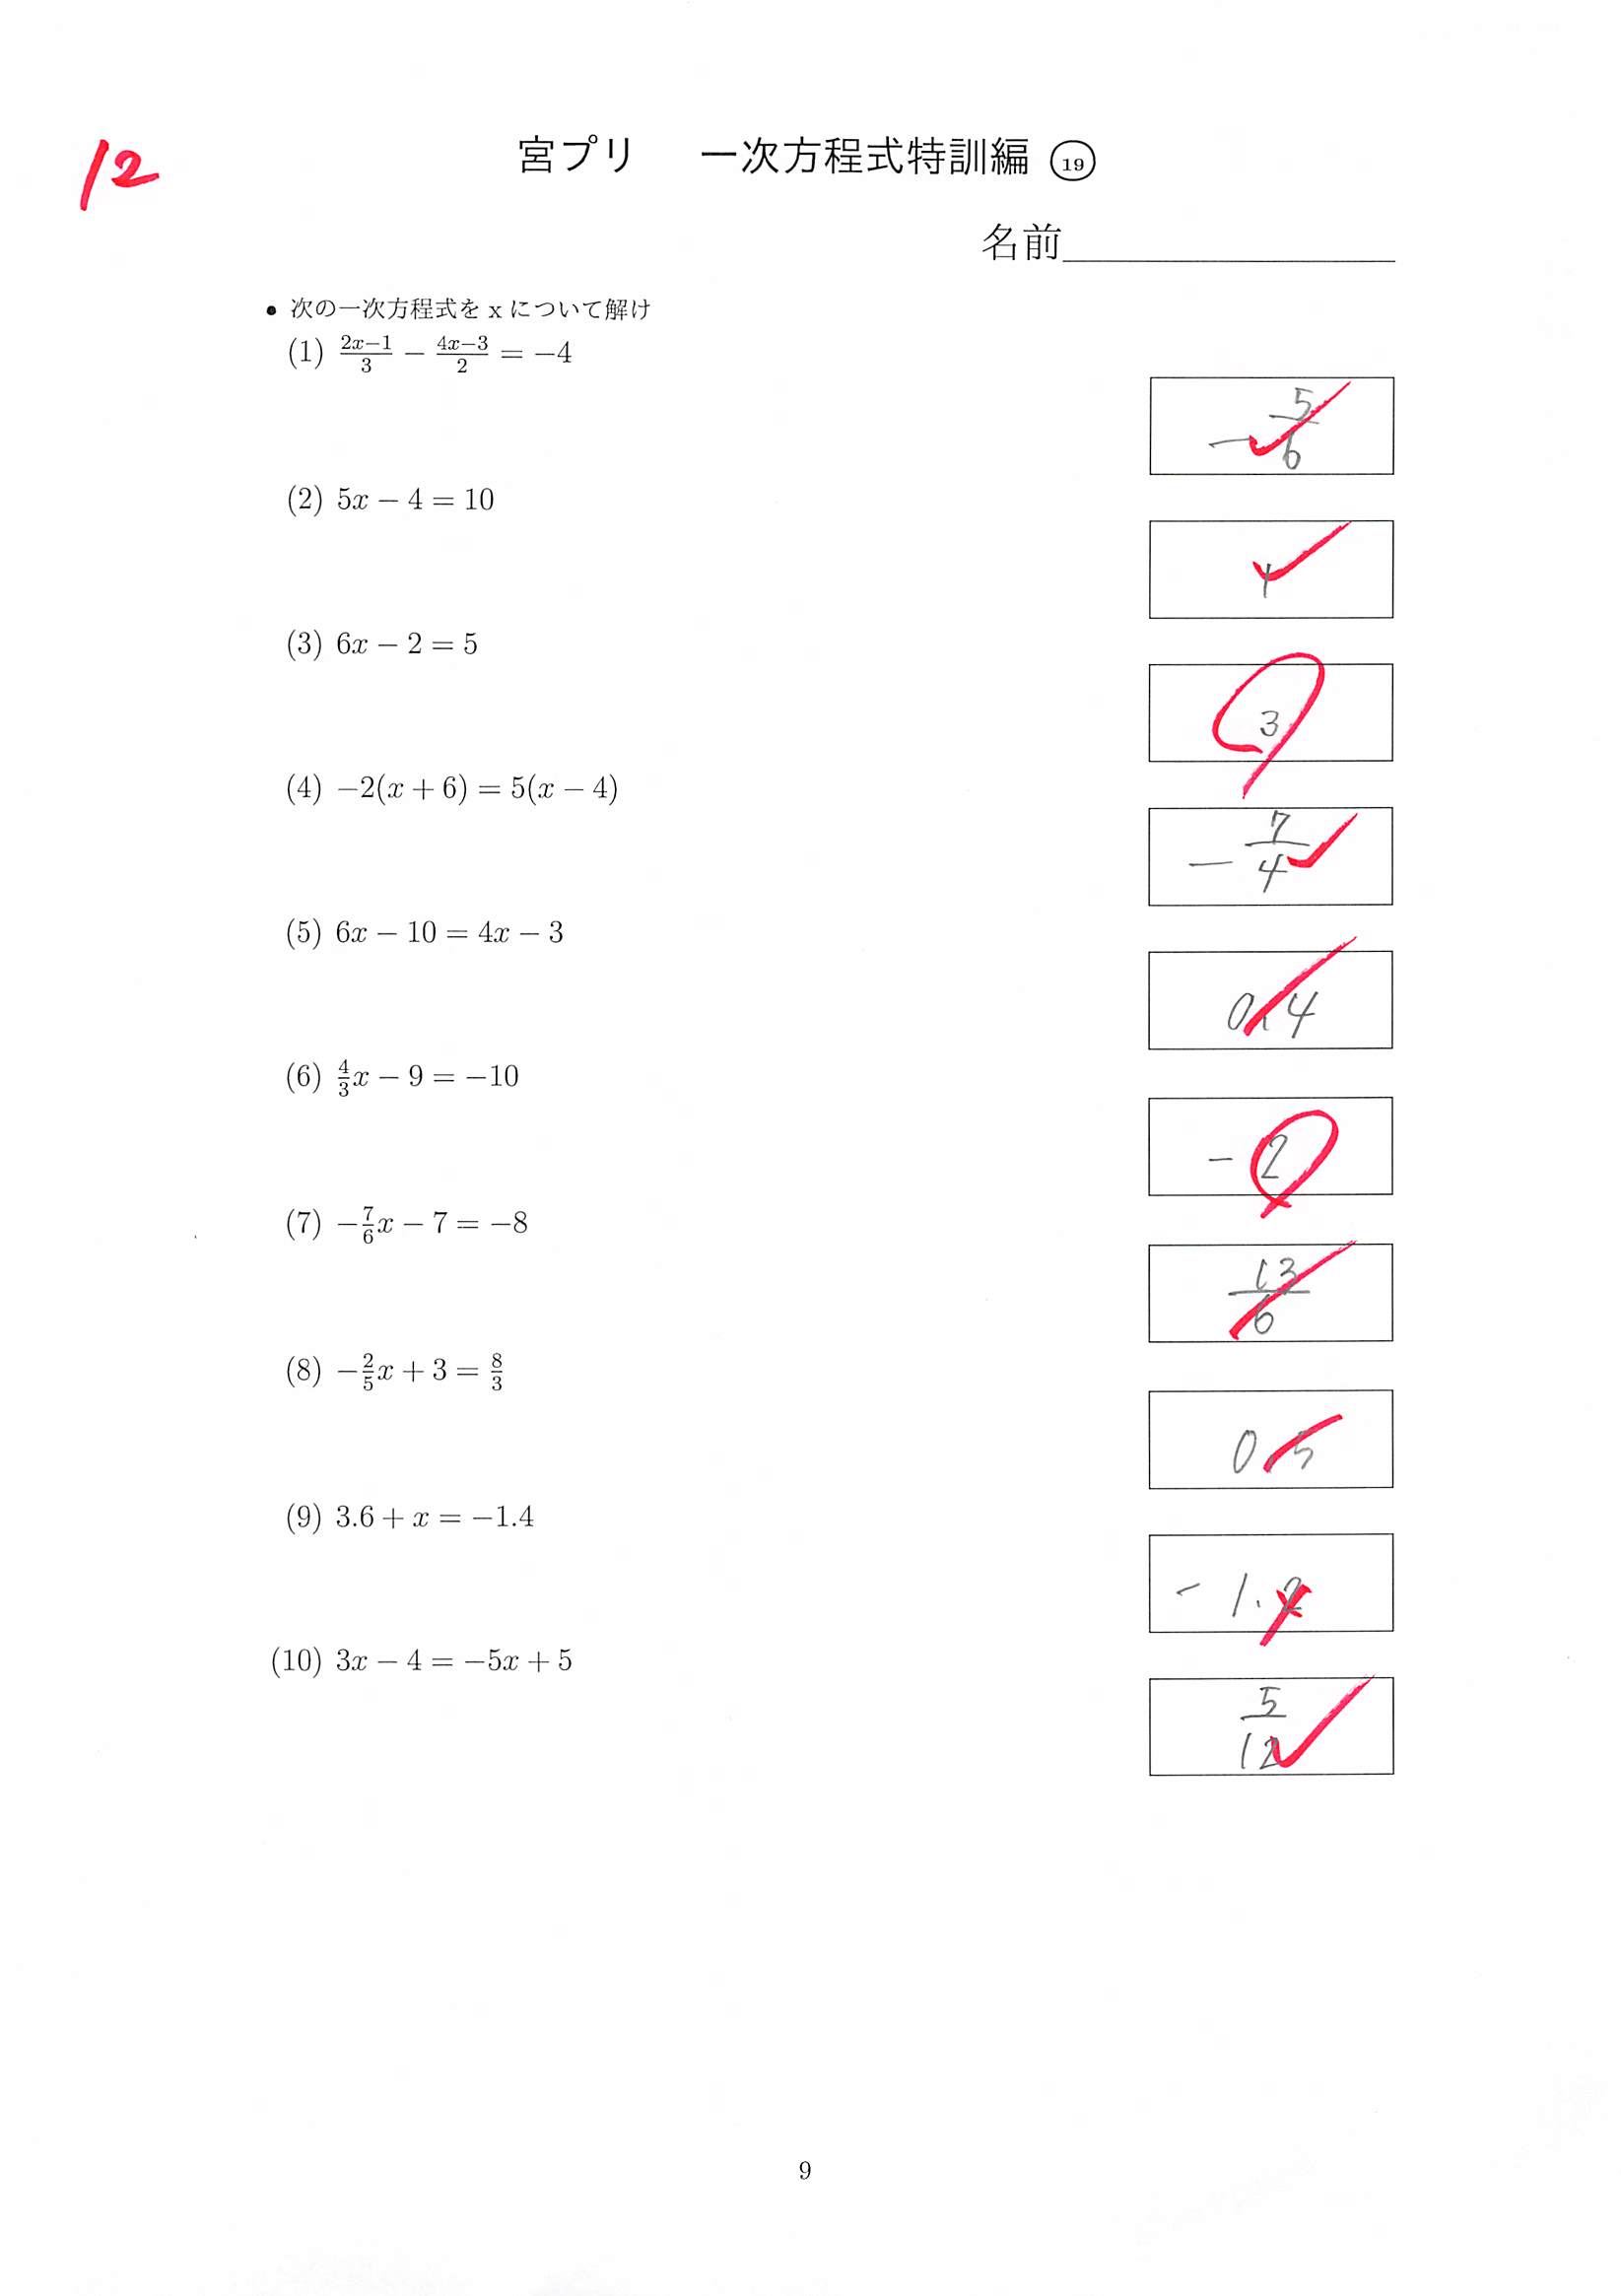 12
宮プリ 一次方程式特訓編 ⑲
名前
• 次の一次方程式を x について解け
(1) \frac{2x-1}{3} - \frac{4x-3}{2} = -4
-\frac{5}{6}
(2) 5x - 4 = 10
(3) 6x - 2 = 5
3
(4) -2(x + 6) = 5(x - 4)
-\frac{7}{4}
(5) 6x - 10 = 4x - 3
0.4
(6) \frac{4}{3}x - 9 = -10
-2
(7) -\frac{7}{6}x - 7 = -8
\frac{13}{6}
(8) -\frac{2}{5}x + 3 = \frac{8}{3}
0.5
(9) 3.6 + x = -1.4
-1.2
(10) 3x - 4 = -5x + 5
\frac{5}{12}
9